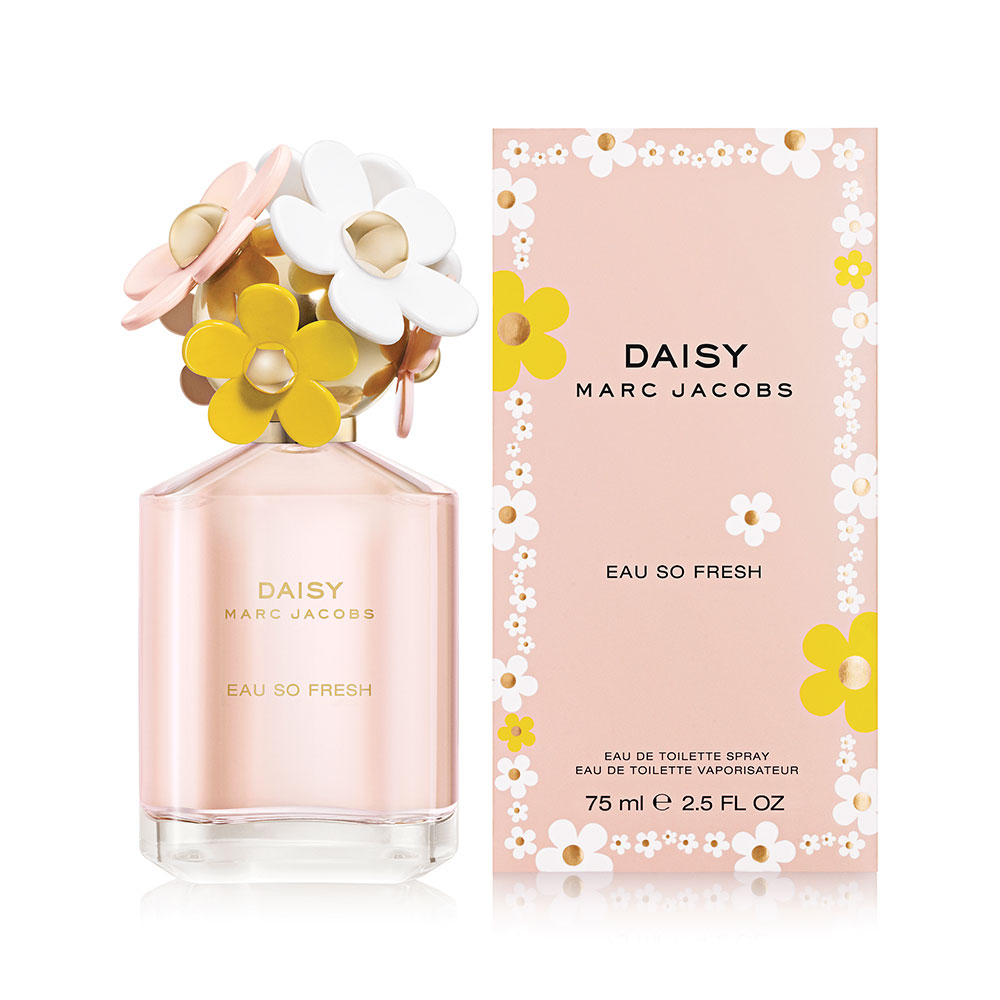 DAISY
MARC JACOBS
EAU SO FRESH
DAISY
MARC JACOBS
EAU SO FRESH
EAU DE TOILETTE SPRAY
EAU DE TOILETTE VAPORISATEUR
75 ml ℮ 2.5 FL OZ